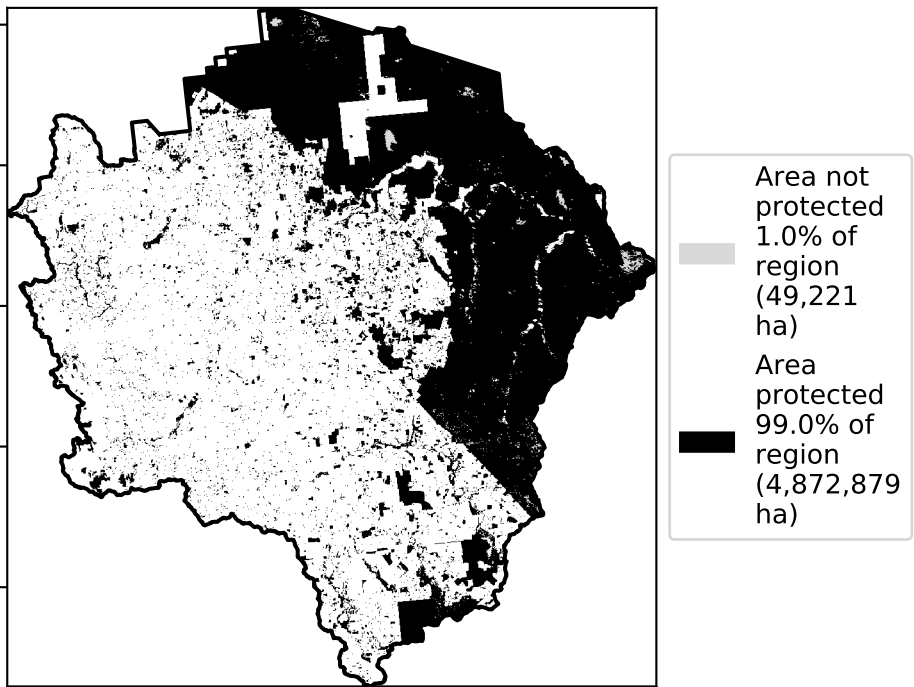 Area not
protected
1.0% of
region
(49,221
ha)
Area
protected
99.0% of
region
(4,872,879
ha)